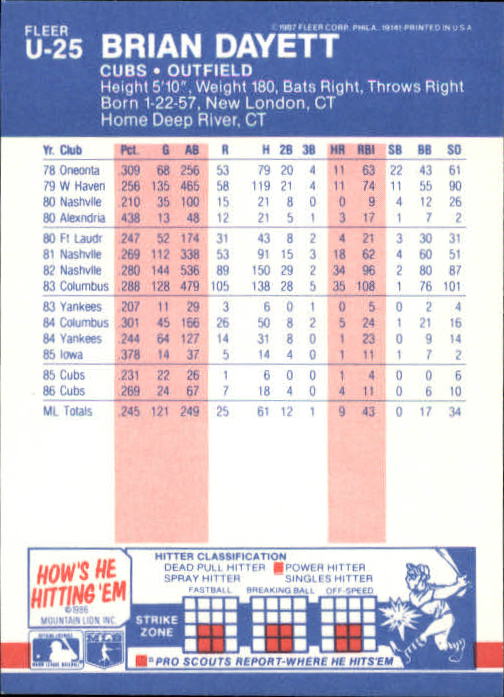 FLEER
U-25 BRIAN DAYETT
©1987 FLEER CORP. PHILA. 19141-PRINTED IN U S A
CUBS • OUTFIELD
Height 5'10", Weight 180, Bats Right, Throws Right
Born 1-22-57, New London, CT
Home Deep River, CT
Yr. Club Pct. G AB R H 2B 3B HR RBI SB BB SO
78 Oneonta .309 68 256 53 79 20 4 11 63 22 43 61
79 W Haven .256 135 465 58 119 21 4 11 74 11 55 90
80 Nashvlle .210 35 100 15 21 8 0 0 9 4 12 26
80 Alexndria .438 13 48 12 21 5 1 3 17 1 7 2
80 Ft Laudr .247 52 174 31 43 8 2 4 21 3 30 31
81 Nashvlle .269 112 338 53 91 15 3 18 62 4 60 51
82 Nashvlle .280 144 536 89 150 29 2 34 96 2 80 87
83 Columbus .288 128 479 105 138 28 5 35 108 1 76 101
83 Yankees .207 11 29 3 6 0 1 0 5 0 2 4
84 Columbus .301 45 166 26 50 8 2 5 24 1 21 16
84 Yankees .244 64 127 14 31 8 0 1 23 0 9 14
85 Iowa .378 14 37 5 14 4 0 1 11 1 7 2
85 Cubs .231 22 26 1 6 0 0 1 4 0 0 6
86 Cubs .269 24 67 7 18 4 0 4 11 0 6 10
ML Totals .245 121 249 25 61 12 1 9 43 0 17 34
HOW'S HE
HITTING 'EM
©1986
MOUNTAIN LION, INC.
HITTER CLASSIFICATION
DEAD PULL HITTER POWER HITTER
SPRAY HITTER SINGLES HITTER
FASTBALL BREAKING BALL OFF-SPEED
STRIKE
ZONE
= PRO SCOUTS REPORT-WHERE HE HITS'EM
MLB